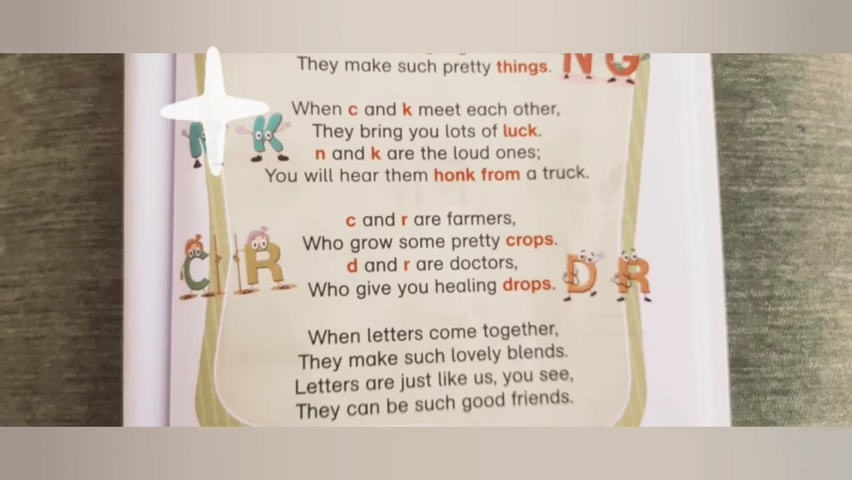 They make such pretty things.
N G
When c and k meet each other,
They bring you lots of luck.
n and k are the loud ones;
You will hear them honk from a truck.
N K
c and r are farmers,
Who grow some pretty crops.
d and r are doctors,
Who give you healing drops.
C R
D R
When letters come together,
They make such lovely blends.
Letters are just like us, you see,
They can be such good friends.